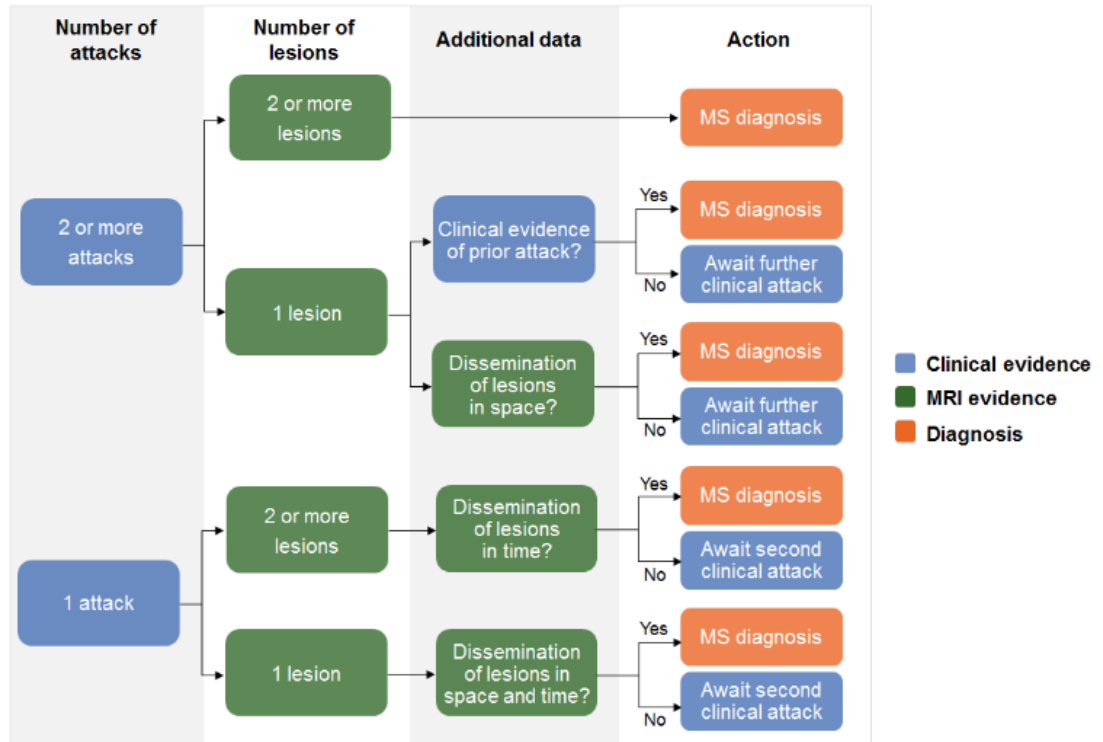 Number of
attacks
Number of
lesions
Additional data
Action
2 or more
lesions
MS diagnosis
2 or more
attacks
Clinical evidence
of prior attack?
Yes
MS diagnosis
No
Await further
clinical attack
1 lesion
Dissemination
of lesions
in space?
Yes
MS diagnosis
No
Await further
clinical attack
1 attack
2 or more
lesions
Dissemination
of lesions
in time?
Yes
MS diagnosis
No
Await second
clinical attack
1 lesion
Dissemination
of lesions in
space and time?
Yes
MS diagnosis
No
Await second
clinical attack
Clinical evidence
MRI evidence
Diagnosis